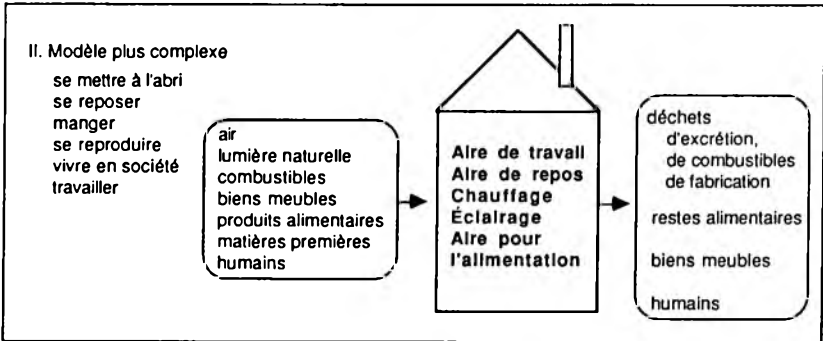 II. Modèle plus complexe
se mettre à l'abri
se reposer
manger
se reproduire
vivre en société
travailler
air
lumière naturelle
combustibles
biens meubles
produits alimentaires
matières premières
humains
Aire de travail
Aire de repos
Chauffage
Éclairage
Aire pour
l'alimentation
déchets
d'excrétion,
de combustibles
de fabrication
restes alimentaires
biens meubles
humains